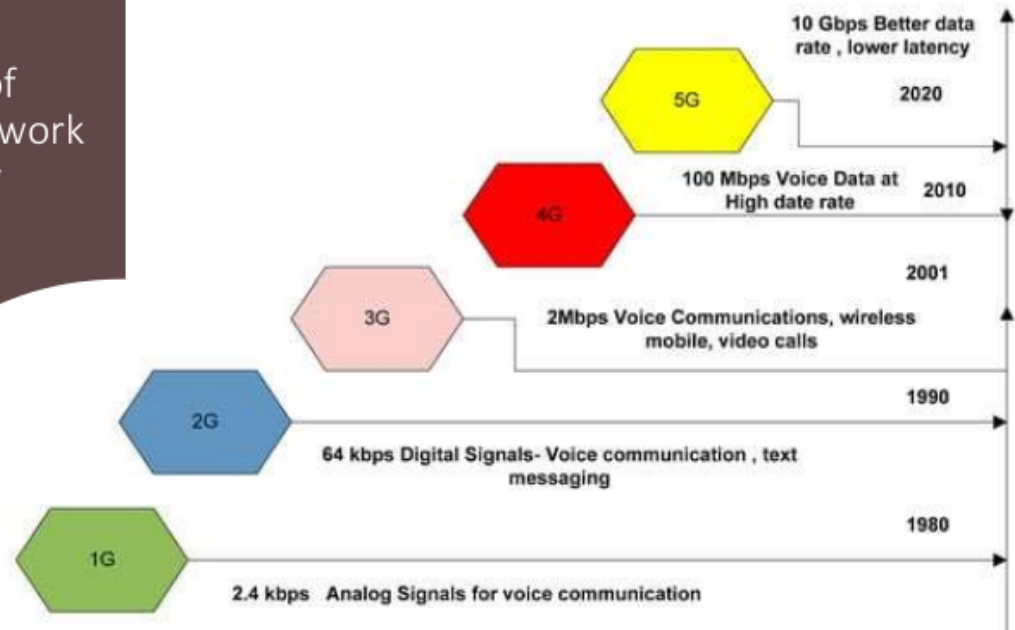 of
work
10 Gbps Better data
rate , lower latency
5G
2020
100 Mbps Voice Data at
High date rate
2010
4G
2001
3G
2Mbps Voice Communications, wireless
mobile, video calls
1990
2G
64 kbps Digital Signals- Voice communication , text
messaging
1980
1G
2.4 kbps   Analog Signals for voice communication